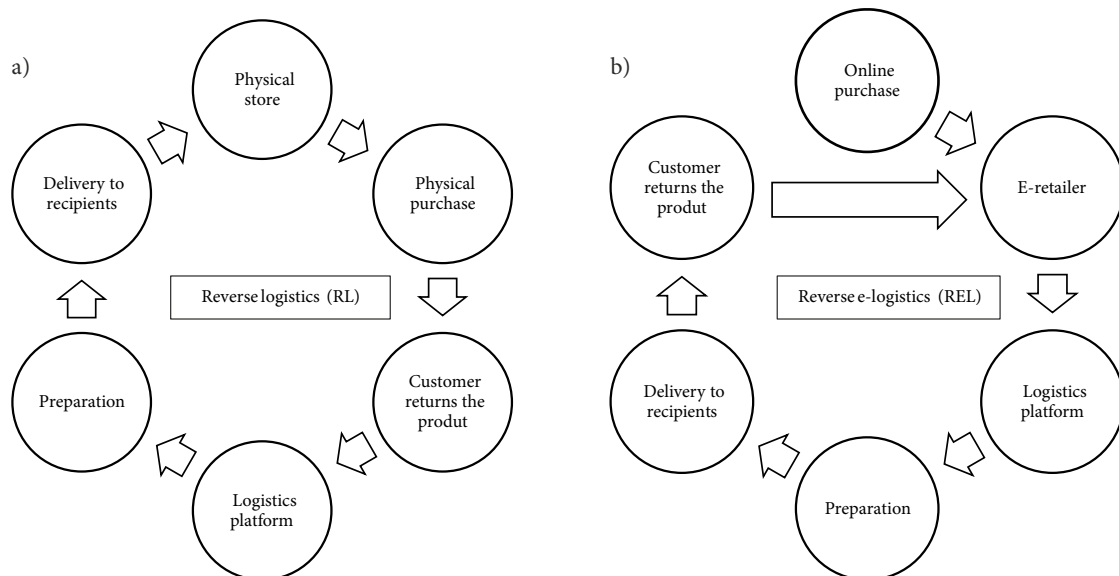 a)
Physical
store
Physical
purchase
Customer
returns the
produt
Logistics
platform
Preparation
Delivery to
recipients
Reverse logistics (RL)
b)
Online
purchase
E-retailer
Logistics
platform
Preparation
Delivery to
recipients
Customer
returns the
produt
Reverse e-logistics (REL)